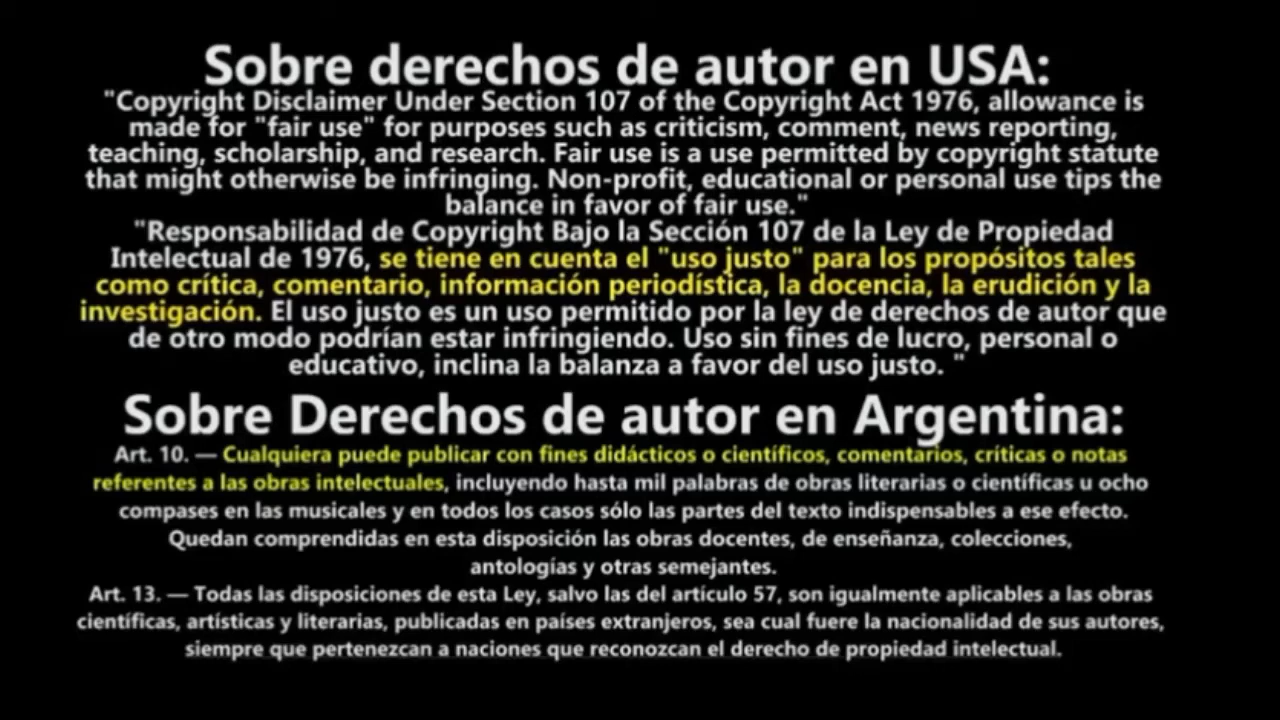 Sobre derechos de autor en USA:
"Copyright Disclaimer Under Section 107 of the Copyright Act 1976, allowance is
made for "fair use" for purposes such as criticism, comment, news reporting,
teaching, scholarship, and research. Fair use is a use permitted by copyright statute
that might otherwise be infringing. Non-profit, educational or personal use tips the
balance in favor of fair use."
"Responsabilidad de Copyright Bajo la Sección 107 de la Ley de Propiedad
Intelectual de 1976, se tiene en cuenta el "uso justo" para los propósitos tales
como crítica, comentario, información periodística, la docencia, la erudición y la
investigación. El uso justo es un uso permitido por la ley de derechos de autor que
de otro modo podrían estar infringiendo. Uso sin fines de lucro, personal o
educativo, inclina la balanza a favor del uso justo. "
Sobre Derechos de autor en Argentina:
Art. 10. — Cualquiera puede publicar con fines didácticos o científicos, comentarios, críticas o notas
referentes a las obras intelectuales, incluyendo hasta mil palabras de obras literarias o científicas u ocho
compases en las musicales y en todos los casos sólo las partes del texto indispensables a ese efecto.
Quedan comprendidas en esta disposición las obras docentes, de enseñanza, colecciones,
antologías y otras semejantes.
Art. 13. — Todas las disposiciones de esta Ley, salvo las del artículo 57, son igualmente aplicables a las obras
científicas, artísticas y literarias, publicadas en países extranjeros, sea cual fuere la nacionalidad de sus autores,
siempre que pertenezcan a naciones que reconozcan el derecho de propiedad intelectual.